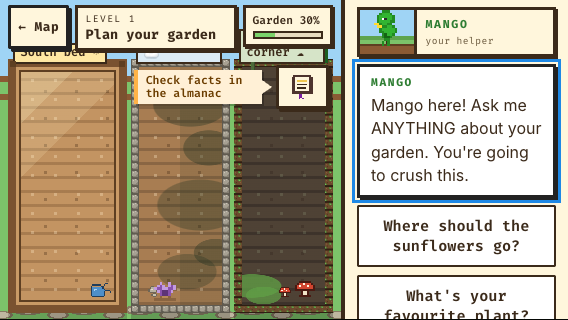 ← Map
LEVEL 1
Plan your garden
Garden 30%
South bed
corner
Check facts in
the almanac
MANGO
your helper
MANGO
Mango here! Ask me
ANYTHING about your
garden. You're going
to crush this.
Where should the
sunflowers go?
What's your
favourite plant?